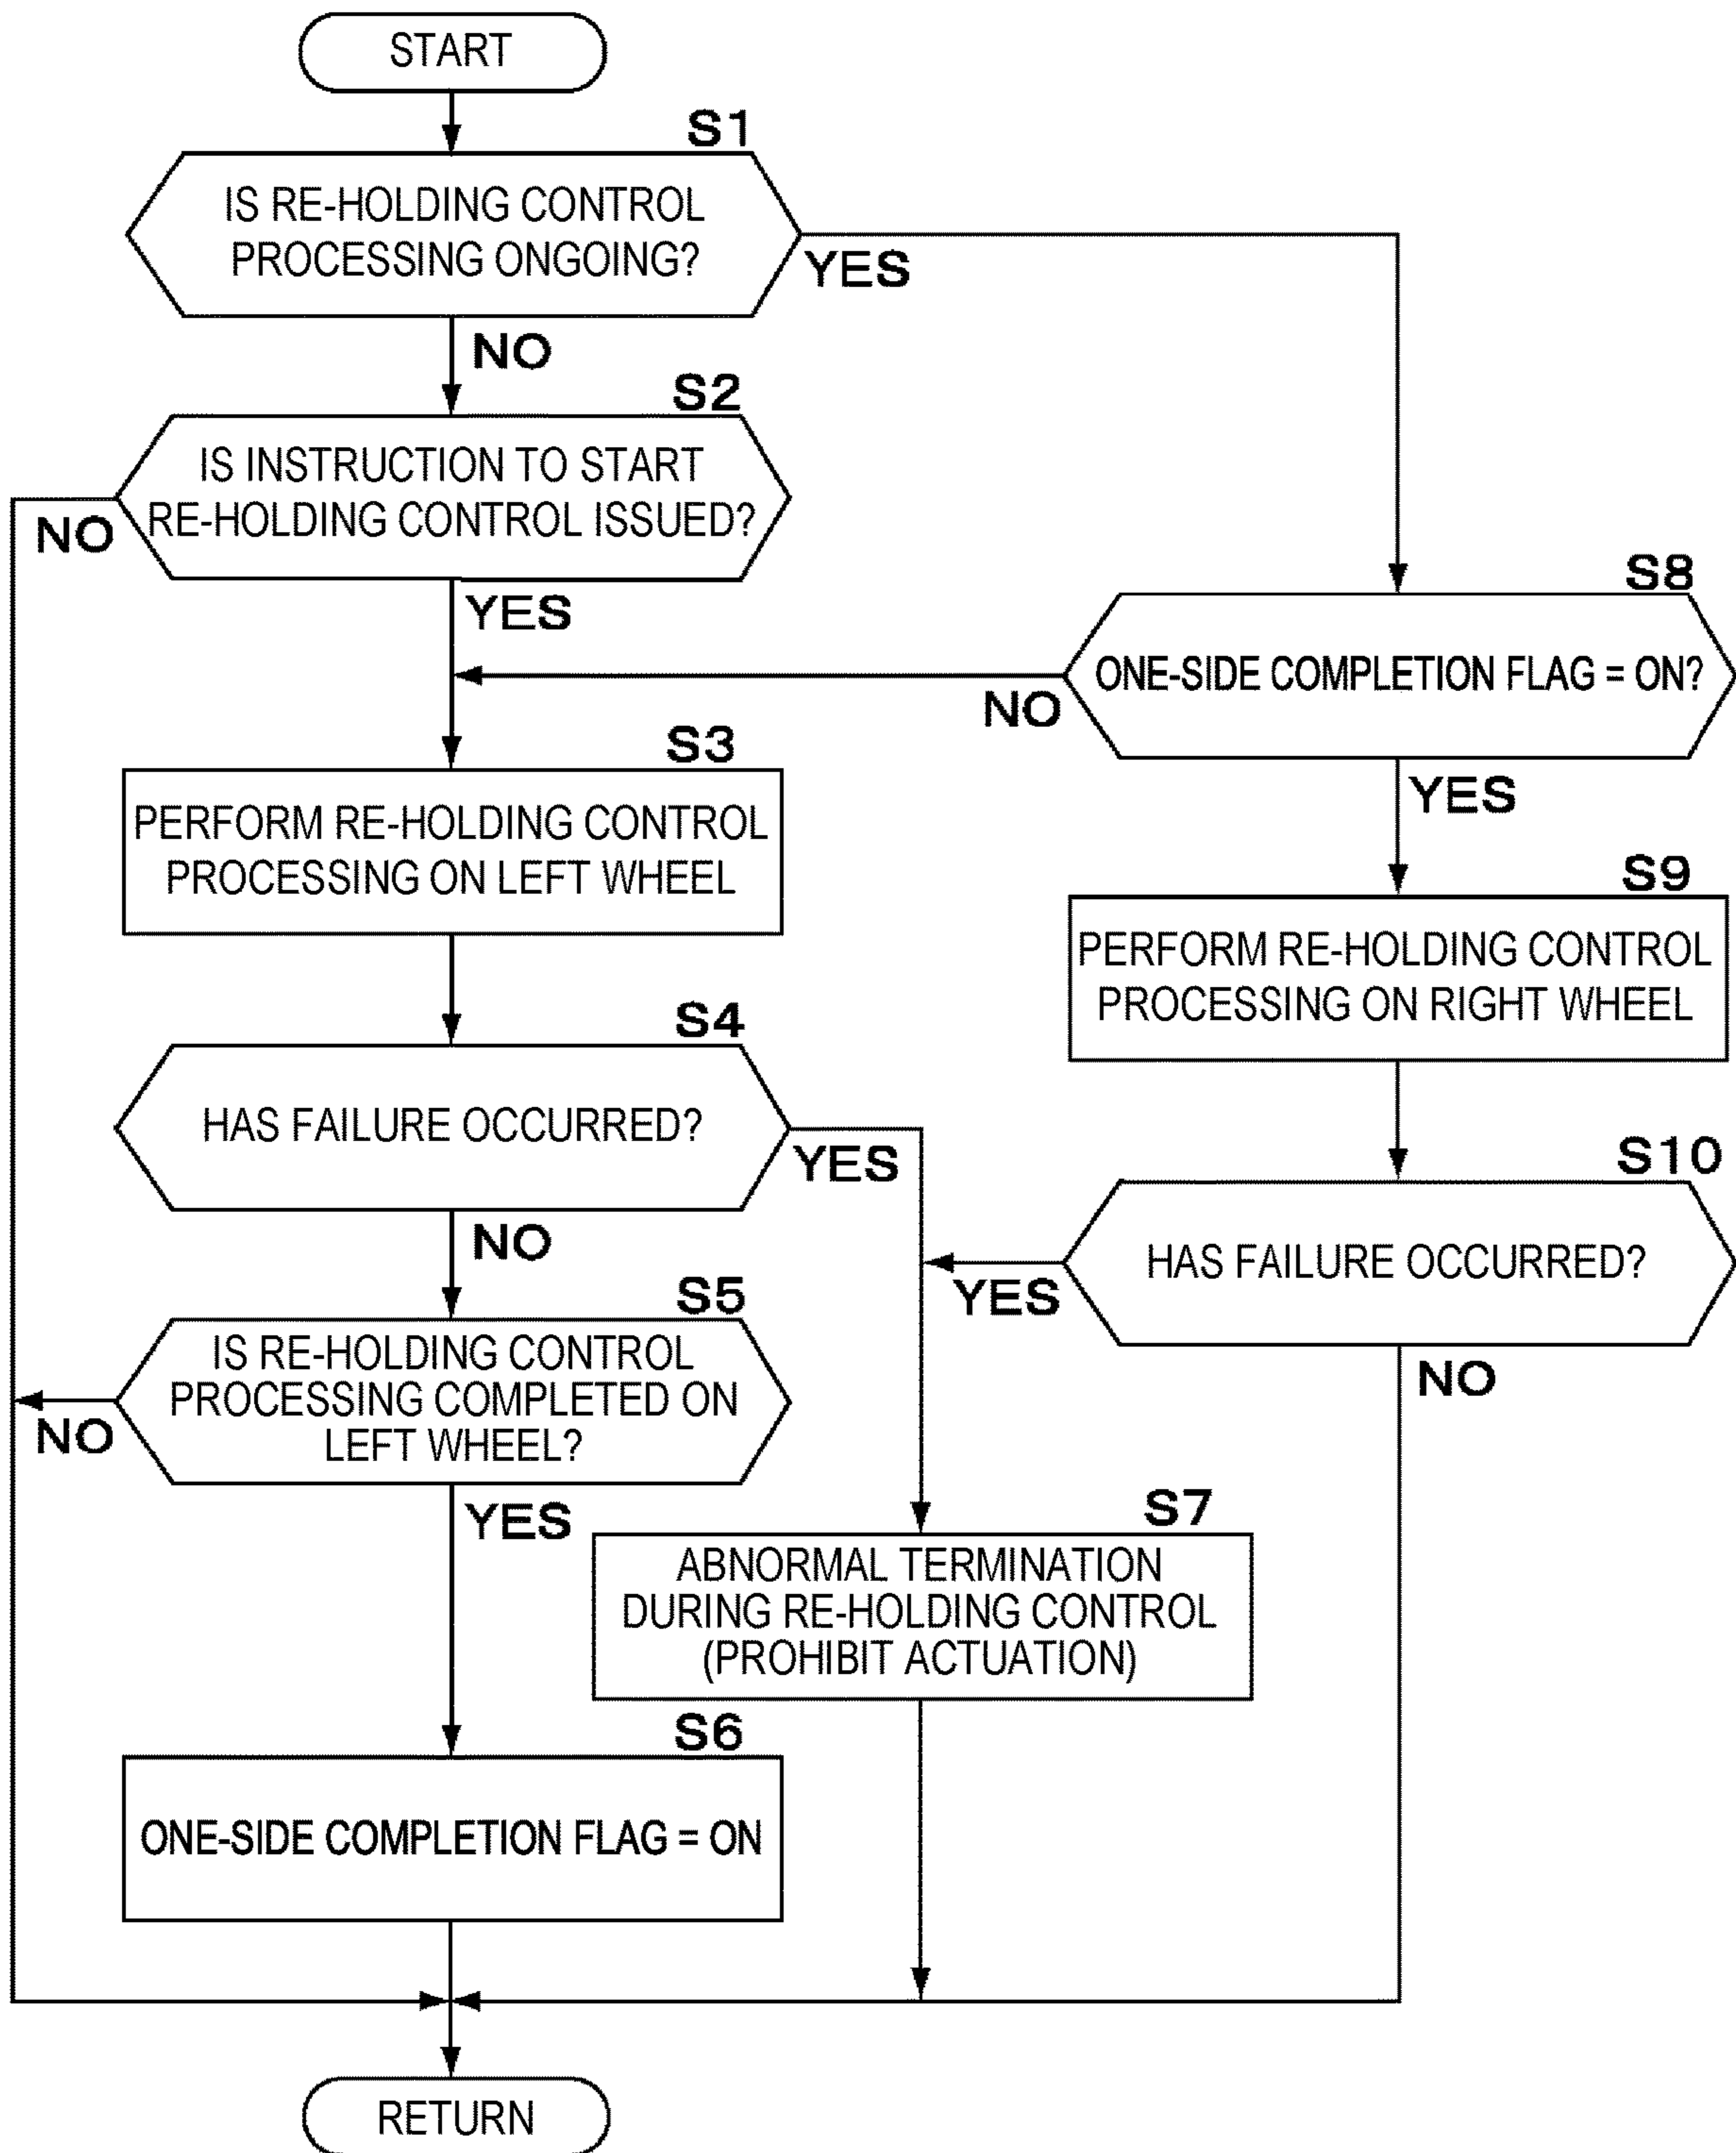 START
S1
IS RE-HOLDING CONTROL
PROCESSING ONGOING?
YES
NO
S2
IS INSTRUCTION TO START
RE-HOLDING CONTROL ISSUED?
NO
YES
S8
ONE-SIDE COMPLETION FLAG = ON?
NO
YES
S3
PERFORM RE-HOLDING CONTROL
PROCESSING ON LEFT WHEEL
S9
PERFORM RE-HOLDING CONTROL
PROCESSING ON RIGHT WHEEL
S4
HAS FAILURE OCCURRED?
YES
NO
S10
HAS FAILURE OCCURRED?
YES
NO
S5
IS RE-HOLDING CONTROL
PROCESSING COMPLETED ON
LEFT WHEEL?
NO
YES
S7
ABNORMAL TERMINATION
DURING RE-HOLDING CONTROL
(PROHIBIT ACTUATION)
S6
ONE-SIDE COMPLETION FLAG = ON
RETURN